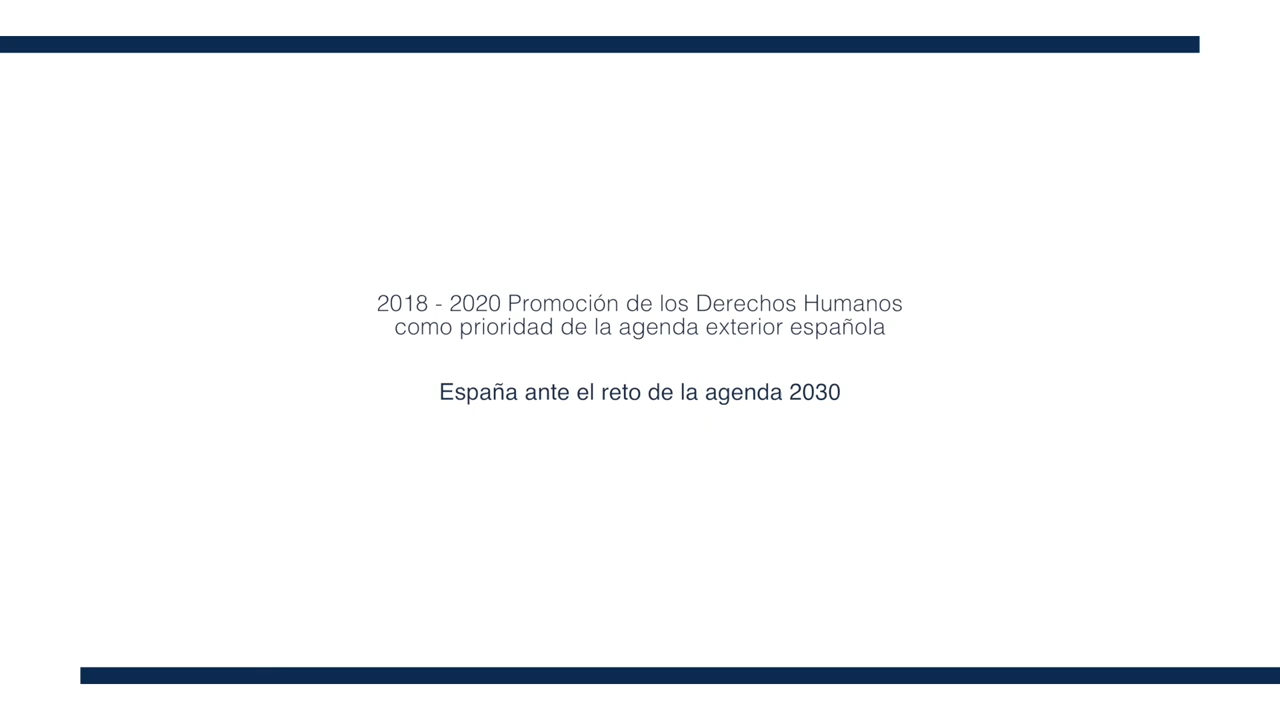 2018 - 2020 Promoción de los Derechos Humanos
como prioridad de la agenda exterior española
España ante el reto de la agenda 2030